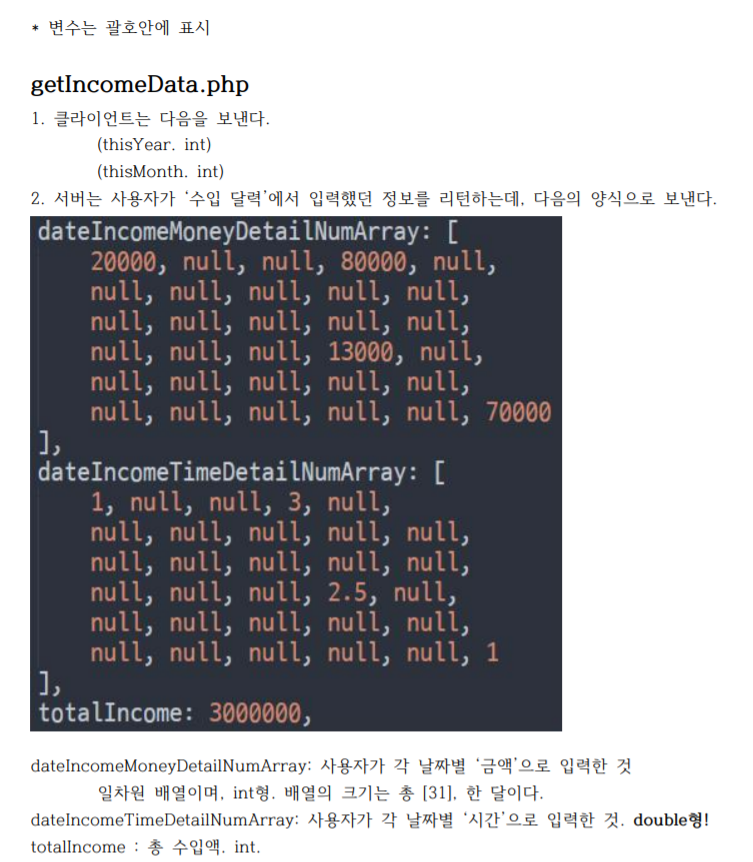 * 변수는 괄호안에 표시
getIncomeData.php
1. 클라이언트는 다음을 보낸다.
(thisYear. int)
(thisMonth. int)
2. 서버는 사용자가 '수입 달력'에서 입력했던 정보를 리턴하는데, 다음의 양식으로 보낸다.
dateIncomeMoneyDetailNumArray: [
20000, null, null, 80000, null,
null, null, null, null, null,
null, null, null, null, null,
null, null, null, 13000, null,
null, null, null, null, null,
null, null, null, null, null, 70000
],
dateIncomeTimeDetailNumArray: [
1, null, null, 3, null,
null, null, null, null, null,
null, null, null, null, null,
null, null, null, 2.5, null,
null, null, null, null, null,
null, null, null, null, null, 1
],
totalIncome: 3000000,
dateIncomeMoneyDetailNumArray: 사용자가 각 날짜별 '금액'으로 입력한 것
일차원 배열이며, int형. 배열의 크기는 총 [31], 한 달이다.
dateIncomeTimeDetailNumArray: 사용자가 각 날짜별 '시간'으로 입력한 것. double형!
totalIncome : 총 수입액. int.